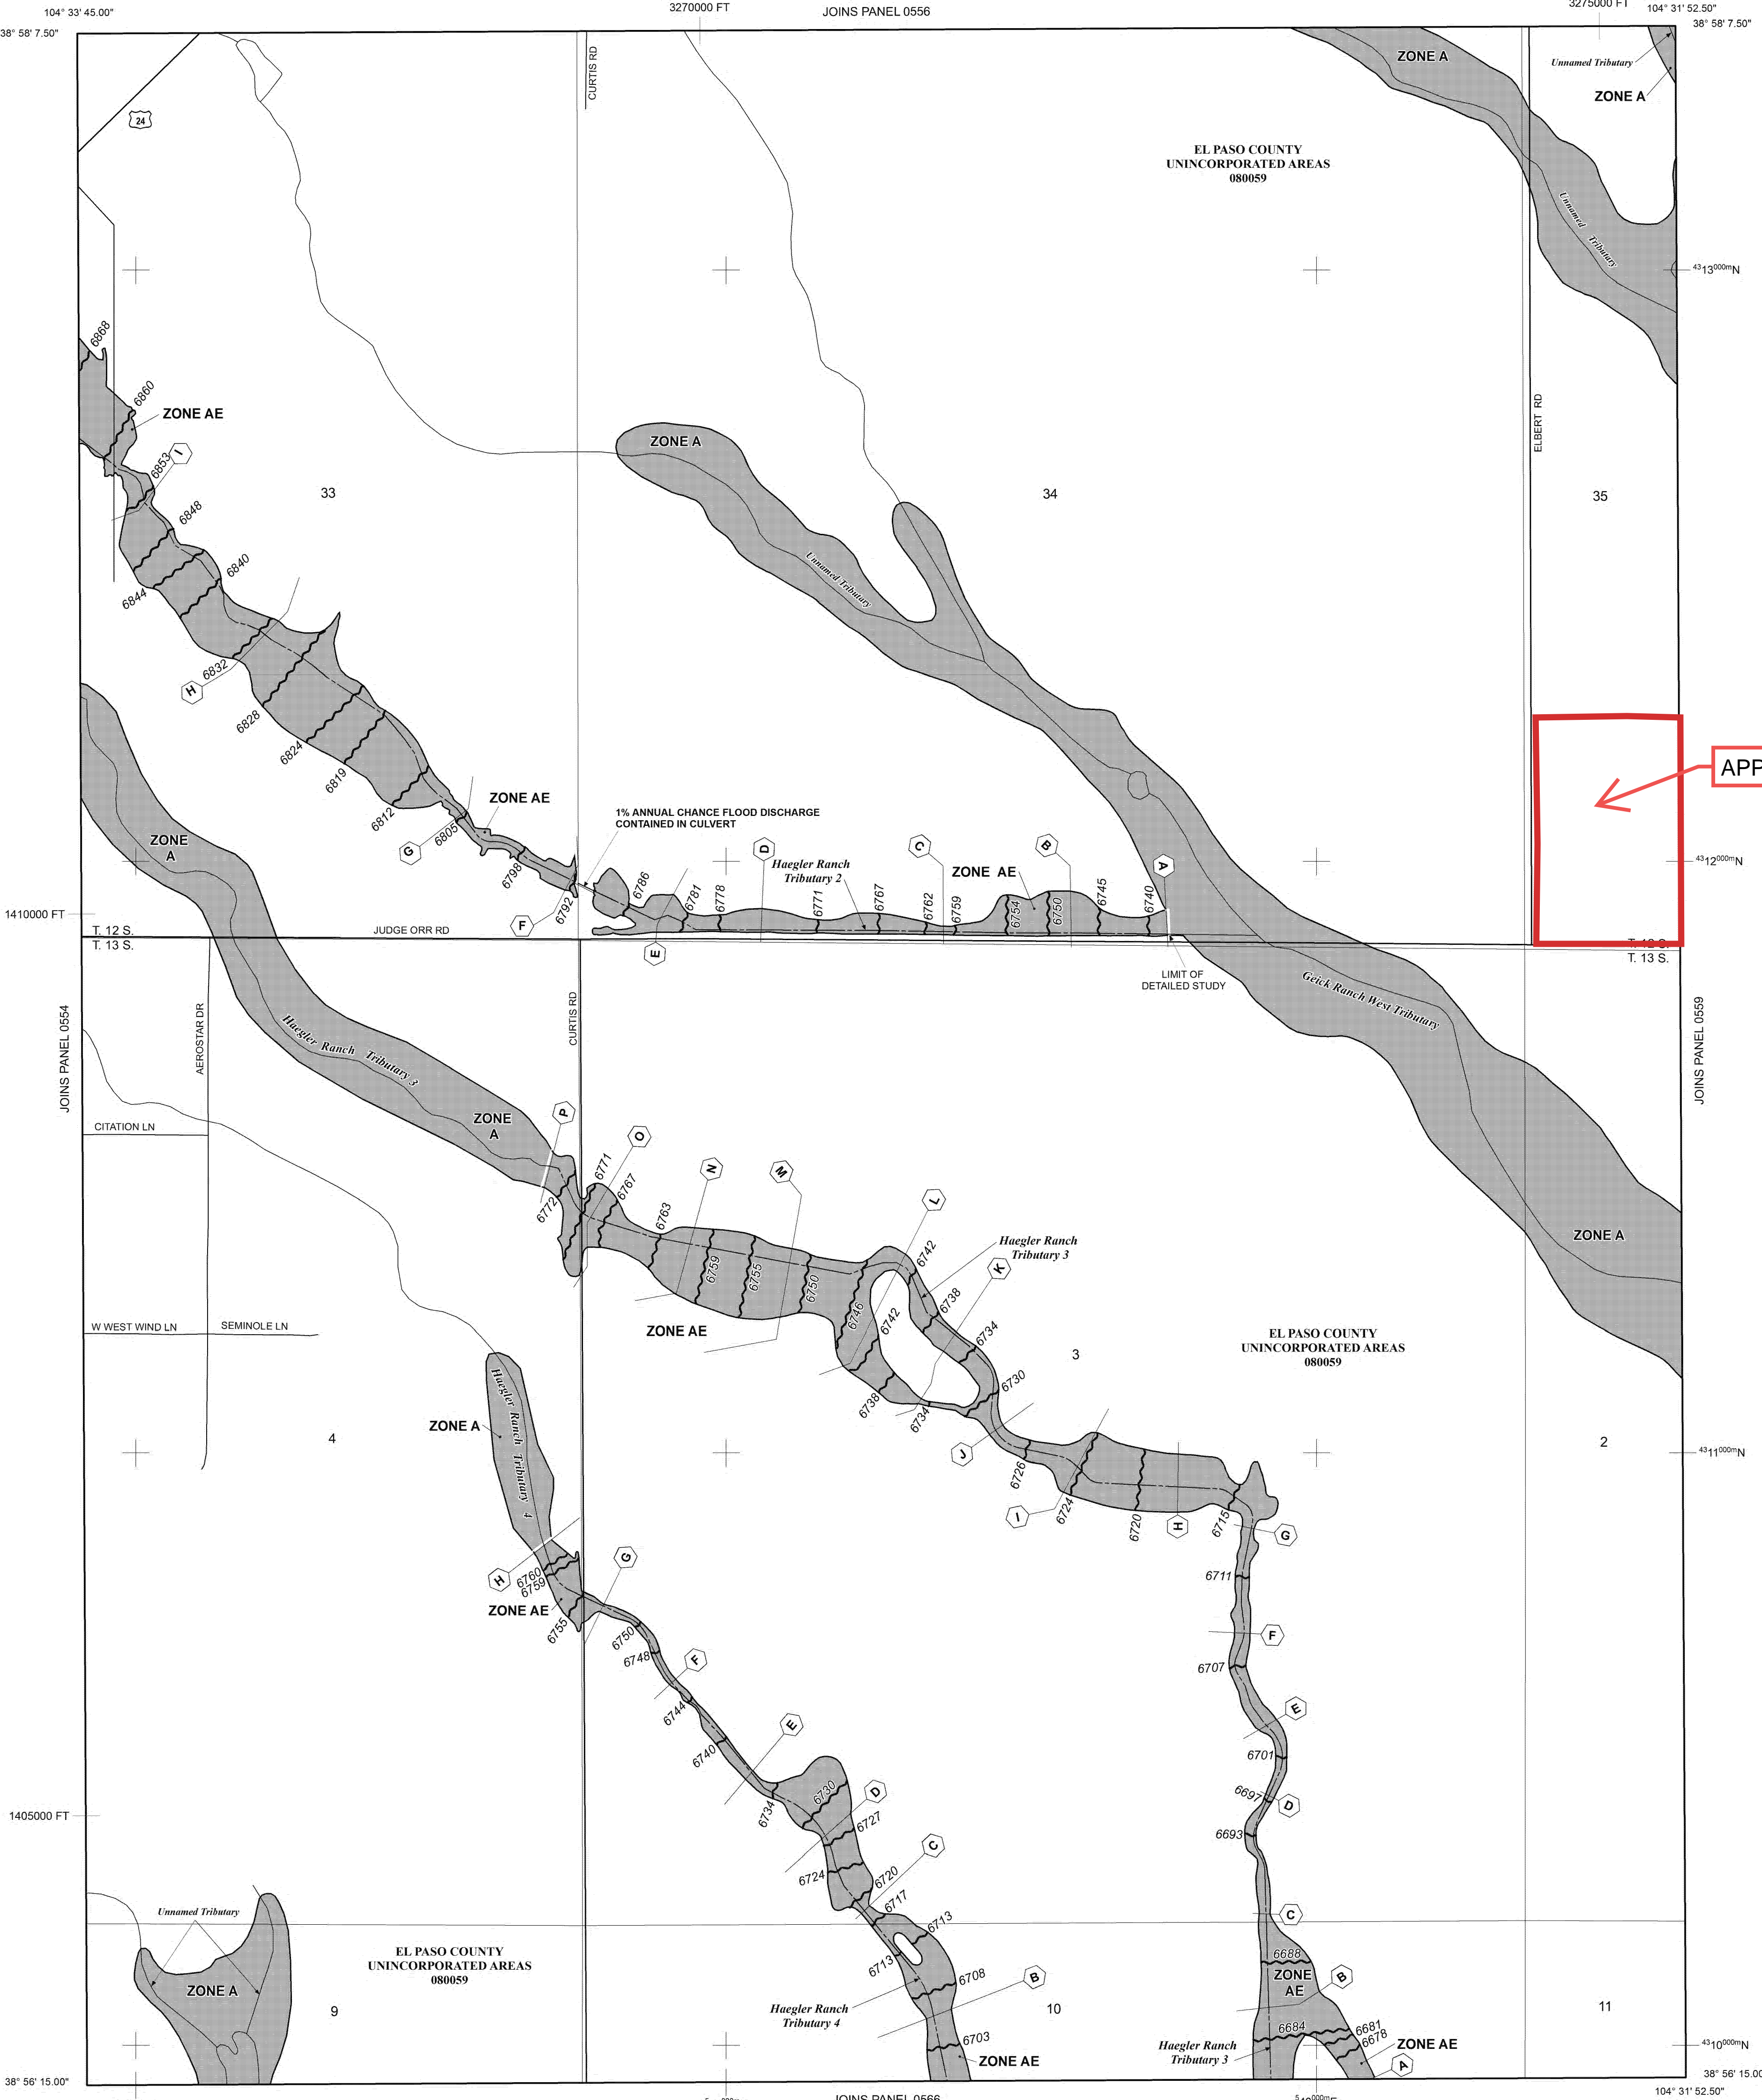 104° 33' 45.00"
3270000 FT
JOINS PANEL 0556
3275000 FT
104° 31' 52.50"
38° 58' 7.50"
38° 58' 7.50"
CURTIS RD
24
ZONE A
Unnamed Tributary
ZONE A
EL PASO COUNTY
UNINCORPORATED AREAS
080059
Unnamed Tributary
4313000mN
6868
6860
ZONE AE
I
6853
6848
6844
6840
33
ZONE A
34
ELBERT RD
35
Unnamed Tributary
H
6832
6828
6824
6819
6812
6805
G
ZONE AE
6798
6792
F
1% ANNUAL CHANCE FLOOD DISCHARGE
CONTAINED IN CULVERT
APP
ZONE
A
6786
E
6781
6778
D
Haegler Ranch
Tributary 2
6771
6767
C
6762
6759
ZONE AE
6754
B
6750
6745
A
6740
4312000mN
1410000 FT
T. 12 S.
T. 13 S.
JUDGE ORR RD
T. 12 S.
T. 13 S.
LIMIT OF
DETAILED STUDY
Geick Ranch West Tributary
JOINS PANEL 0554
AEROSTAR DR
CURTIS RD
JOINS PANEL 0559
Haegler Ranch Tributary 3
CITATION LN
ZONE
A
P
6772
6771
O
6767
6763
N
6759
6755
M
6750
6746
L
6742
6742
Haegler Ranch
Tributary 3
K
6738
6738
6734
6734
6730
ZONE A
W WEST WIND LN
SEMINOLE LN
ZONE AE
3
EL PASO COUNTY
UNINCORPORATED AREAS
080059
Haegler Ranch Tributary 4
ZONE A
4
J
6726
I
6724
6720
H
6715
G
2
4311000mN
H
6760
6759
ZONE AE
6755
G
6750
6748
F
6744
6740
E
6734
6730
D
6727
6724
C
6720
6717
6713
6713
6711
F
6707
E
6701
6697
D
6693
C
1405000 FT
Unnamed Tributary
ZONE A
EL PASO COUNTY
UNINCORPORATED AREAS
080059
9
6708
B
Haegler Ranch
Tributary 4
10
6703
ZONE AE
6688
ZONE
AE
B
6684
6681
6678
Haegler Ranch
Tributary 3
ZONE AE
A
11
4310000mN
38° 56' 15.00"
38° 56' 15.00"
104° 31' 52.50"
JOINS PANEL 0566